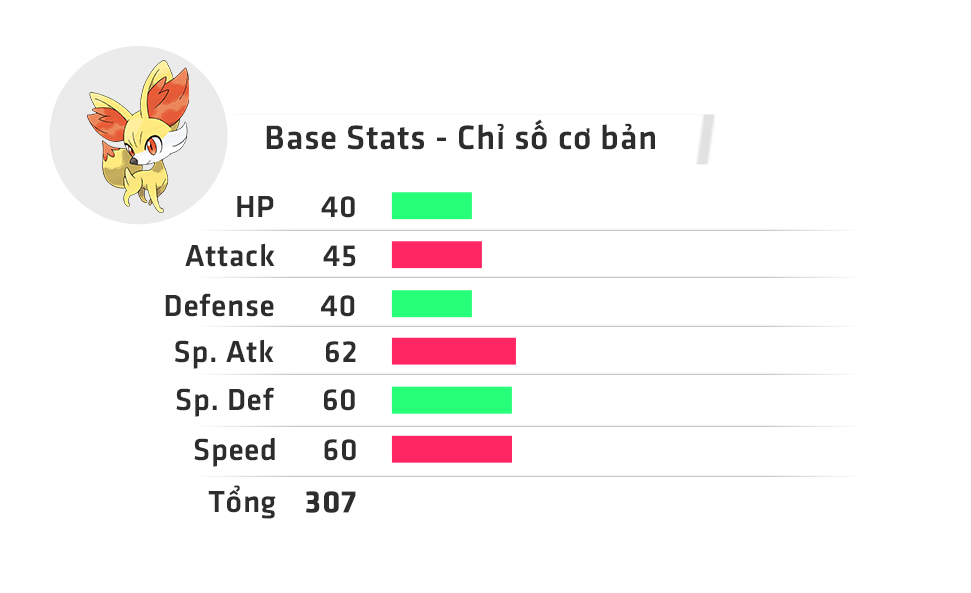 Base Stats - Chỉ số cơ bản
HP 40
Attack 45
Defense 40
Sp. Atk 62
Sp. Def 60
Speed 60
Tổng 307